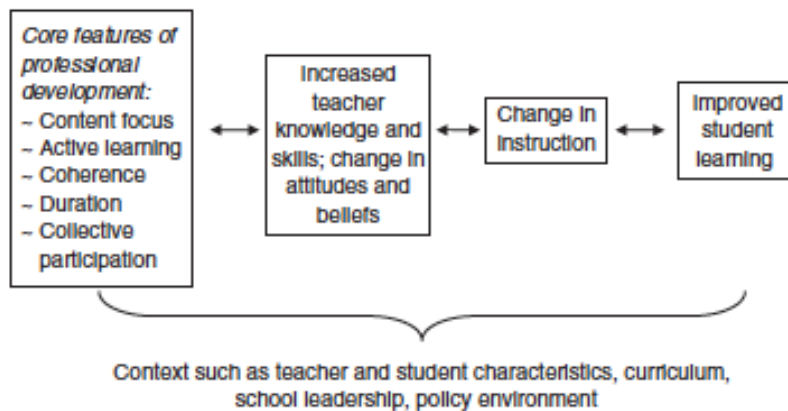 Core features of
professional
development:
~ Content focus
~ Active learning
~ Coherence
~ Duration
~ Collective
participation
Increased
teacher
knowledge and
skills; change in
attitudes and
beliefs
Change in
instruction
Improved
student
learning
Context such as teacher and student characteristics, curriculum,
school leadership, policy environment